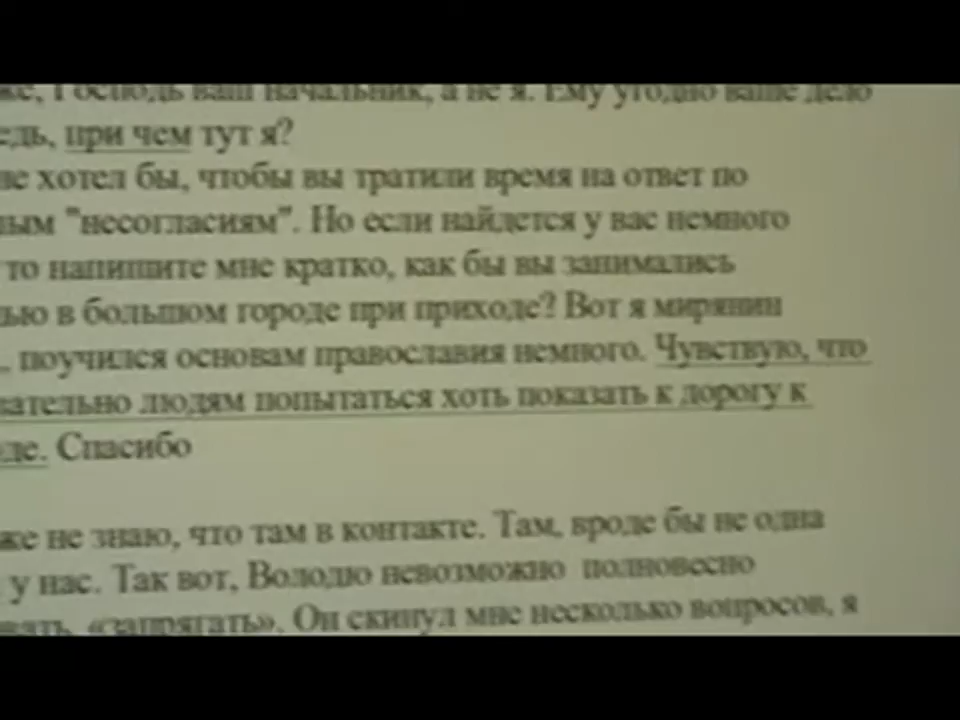 же, Господь ваш начальник, а не я. Ему угодно ваше дело
едь, при чем тут я?
не хотел бы, чтобы вы тратили время на ответ по
ным "несогласиям". Но если найдется у вас немного
то напишите мне кратко, как бы вы занимались
ью в большом городе при приходе? Вот я мирянин
. поучился основам православия немного. Чувствую, что
зательно людям попытаться хоть показать к дорогу к
де. Спасибо
же не знаю, что там в контакте. Там, вроде бы не одна
у нас. Так вот, Володю невозможно полновесно
вать, «запрягать». Он скинул мне несколько вопросов, я